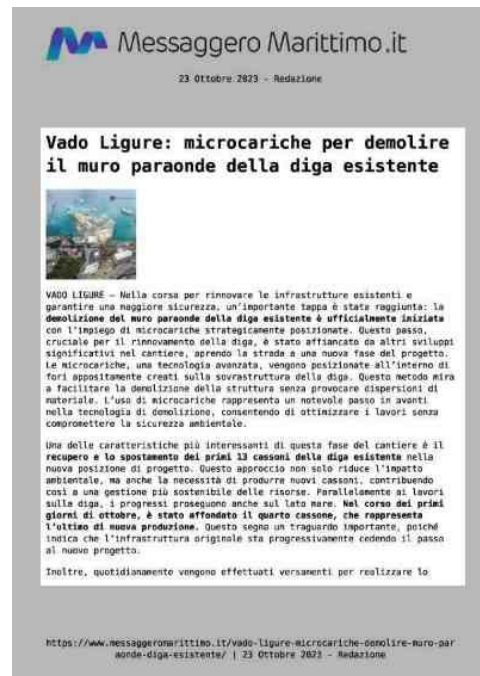 Messaggero Marittimo.it
23 Ottobre 2023 - Redazione
Vado Ligure: microcariche per demolire
il muro paraonde della diga esistente
VADO LIGURE – Nella corsa per rinnovare le infrastrutture esistenti e
garantire una maggiore sicurezza, un'importante tappa è stata raggiunta: la
demolizione del muro paraonde della diga esistente è ufficialmente iniziata
con l'impiego di microcariche strategicamente posizionate. Questo passo,
cruciale per il rinnovamento della diga, è stato affiancato da altri sviluppi
significativi nel cantiere, aprendo la strada a una nuova fase del progetto.
Le microcariche, una tecnologia avanzata, vengono posizionate all'interno di
fori appositamente creati sulla sovrastruttura della diga. Questo metodo mira
a facilitare la demolizione della struttura senza provocare dispersioni di
materiale. L'uso di microcariche rappresenta un notevole passo in avanti
nella tecnologia di demolizione, consentendo di ottimizzare i lavori senza
compromettere la sicurezza ambientale.
Una delle caratteristiche più interessanti di questa fase del cantiere è il
recupero e lo spostamento dei primi 13 cassoni della diga esistente nella
nuova posizione di progetto. Questo approccio non solo riduce l'impatto
ambientale, ma anche la necessità di produrre nuovi cassoni, contribuendo
così a una gestione più sostenibile delle risorse. Parallelamente ai lavori
sulla diga, i progressi proseguono anche sul lato mare. Nel corso dei primi
giorni di ottobre, è stato affondato il quarto cassone, che rappresenta
l'ultimo di nuova produzione. Questo segna un traguardo importante, poiché
indica che l'infrastruttura originale sta progressivamente cedendo il passo
al nuovo progetto.
Inoltre, quotidianamente vengono effettuati versamenti per realizzare lo
https://www.messaggeromarittimo.it/vado-ligure-microcariche-demolire-muro-par
aonde-diga-esistente/ | 23 Ottobre 2023 - Redazione